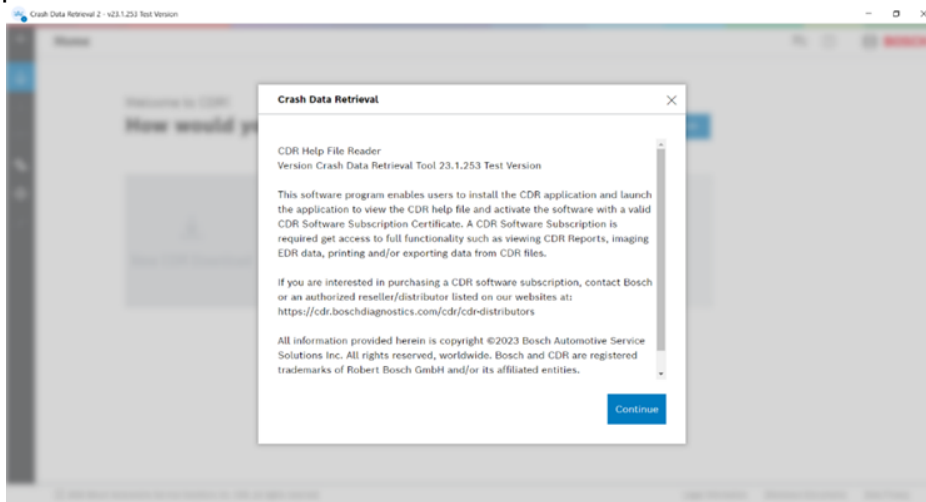 Crash Data Retrieval 2 - v23.1.253 Test Version
Home
Welcome to CDR!
How would yo
Crash Data Retrieval
CDR Help File Reader
Version Crash Data Retrieval Tool 23.1.253 Test Version
This software program enables users to install the CDR application and launch
the application to view the CDR help file and activate the software with a valid
CDR Software Subscription Certificate. A CDR Software Subscription is
required get access to full functionality such as viewing CDR Reports, imaging
EDR data, printing and/or exporting data from CDR files.
If you are interested in purchasing a CDR software subscription, contact Bosch
or an authorized reseller/distributor listed on our websites at:
https://cdr.boschdiagnostics.com/cdr/cdr-distributors
All information provided herein is copyright ©2023 Bosch Automotive Service
Solutions Inc. All rights reserved, worldwide. Bosch and CDR are registered
trademarks of Robert Bosch GmbH and/or its affiliated entities.
Continue